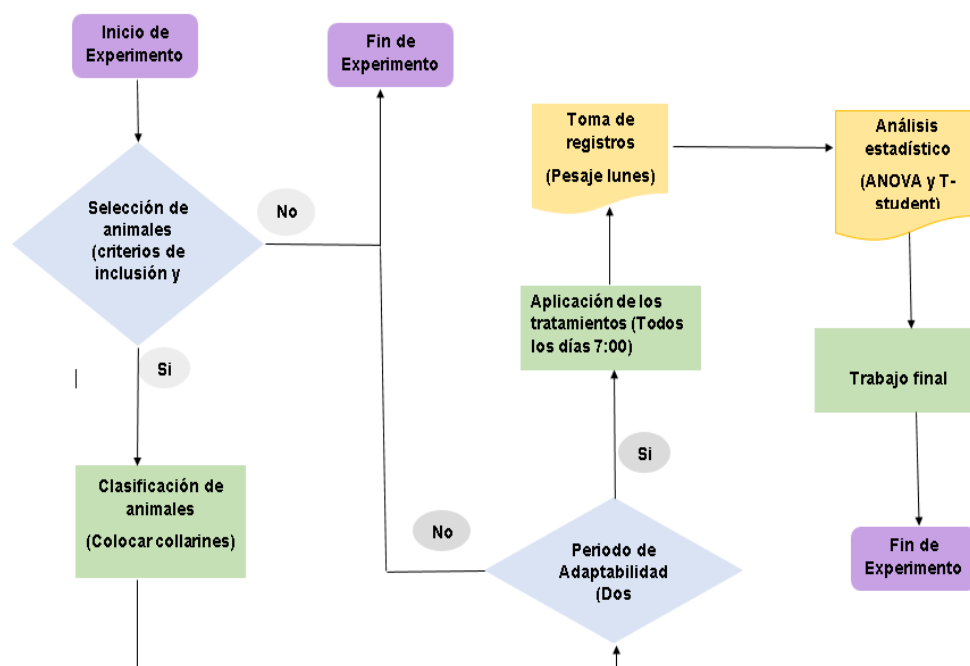 Inicio de
Experimento
Fin de
Experimento
Selección de
animales
(criterios de
inclusión y
No
Si
Clasificación de
animales
(Colocar collarines)
Periodo de
Adaptabilidad
(Dos
No
Si
Aplicación de los
tratamientos (Todos
los días 7:00)
Toma de
registros
(Pesaje lunes)
Análisis
estadístico
(ANOVA y T-
student)
Trabajo final
Fin de
Experimento